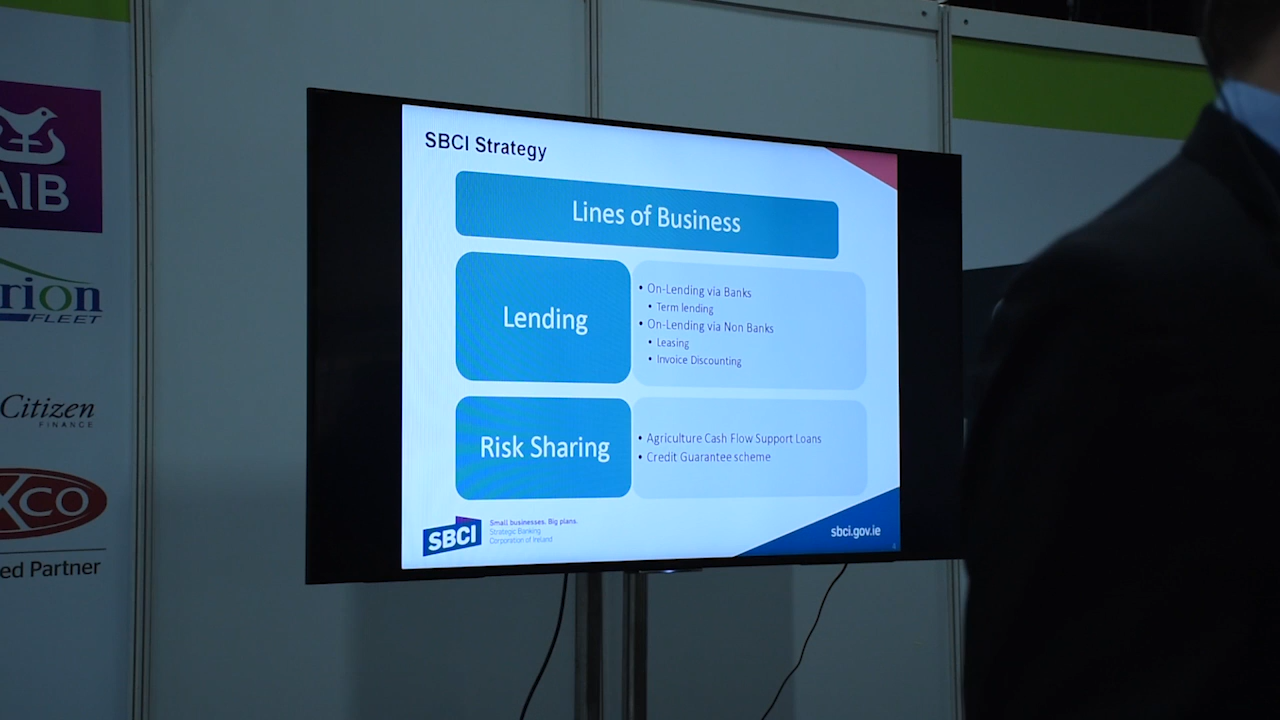 AIB
rion
FLEET
Citizen
FINANCE
XCO
ed Partner
SBCI Strategy
Lines of Business
Lending
• On-Lending via Banks
• Term lending
• On-Lending via Non Banks
• Leasing
• Invoice Discounting
Risk Sharing
• Agriculture Cash Flow Support Loans
• Credit Guarantee scheme
SBCI
Small businesses. Big plans.
Strategic Banking
Corporation of Ireland
sbci.gov.ie